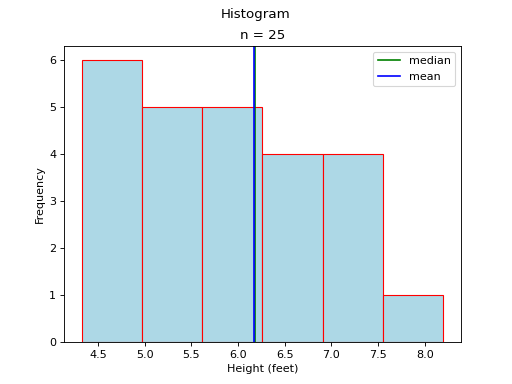 Histogram
n = 25
median
mean
6
5
4
3
2
1
0
Frequency
4.5 5.0 5.5 6.0 6.5 7.0 7.5 8.0
Height (feet)